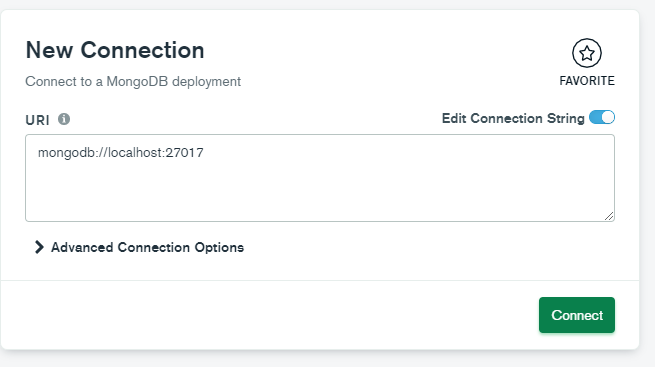 New Connection
FAVORITE
Connect to a MongoDB deployment
URI
Edit Connection String
mongodb://localhost:27017
Advanced Connection Options
Connect